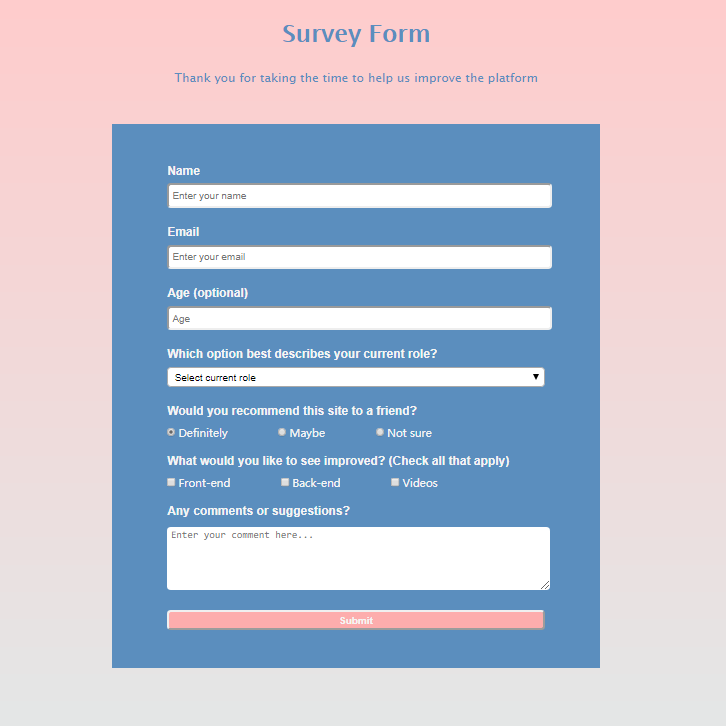 Survey Form
Thank you for taking the time to help us improve the platform
Name
Enter your name
Email
Enter your email
Age (optional)
Age
Which option best describes your current role?
Select current role
Would you recommend this site to a friend?
Definitely Maybe Not sure
What would you like to see improved? (Check all that apply)
Front-end Back-end Videos
Any comments or suggestions?
Enter your comment here...
Submit